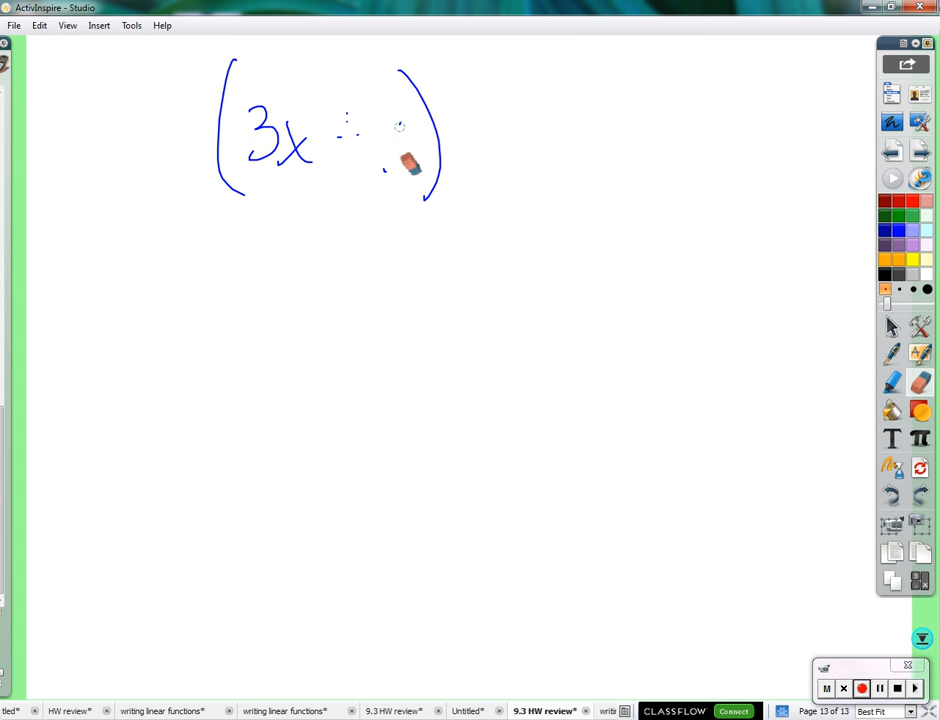 ActivInspire - Studio
File Edit View Insert Tools Help
(3x )
tled* HW review* writing linear functions* writing linear functions* 9.3 HW review* Untitled* 9.3 HW review* writi CLASSFLOW Connect Page 13 of 13 Best Fit
M